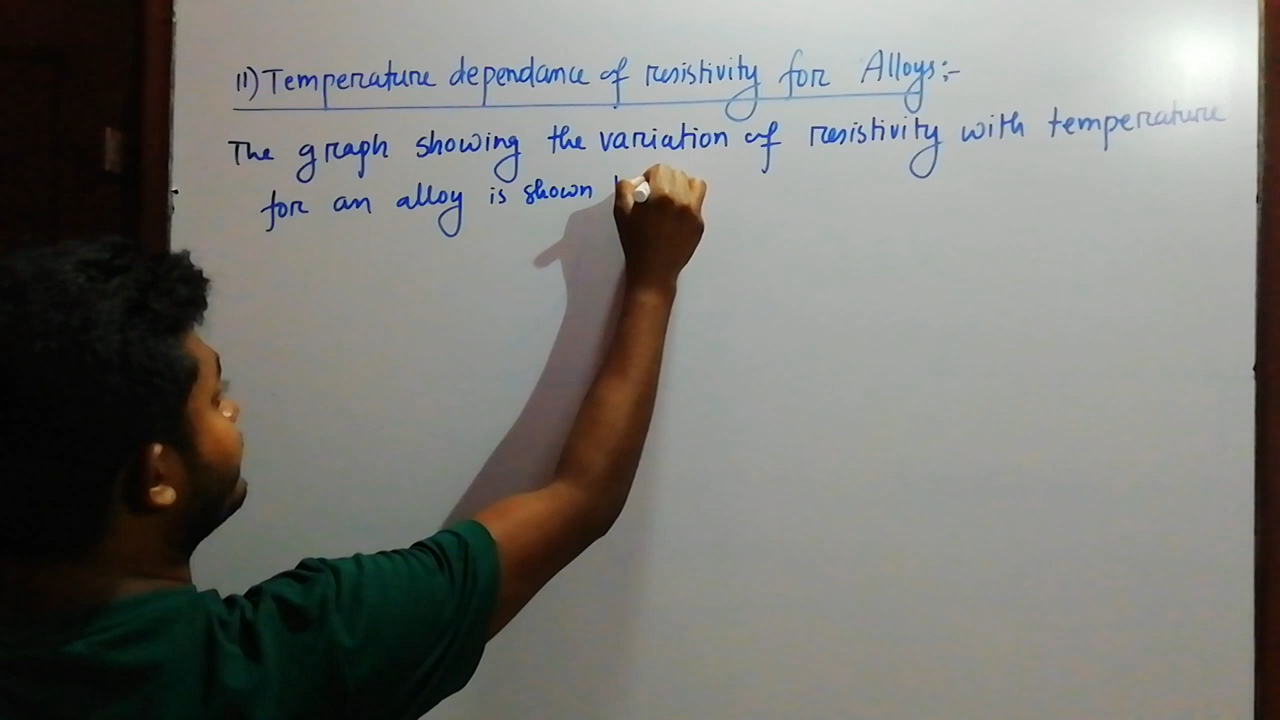 11) Temperature dependance of resistivity for Alloys:-
The graph showing the variation of resistivity with temperature
for an alloy is shown